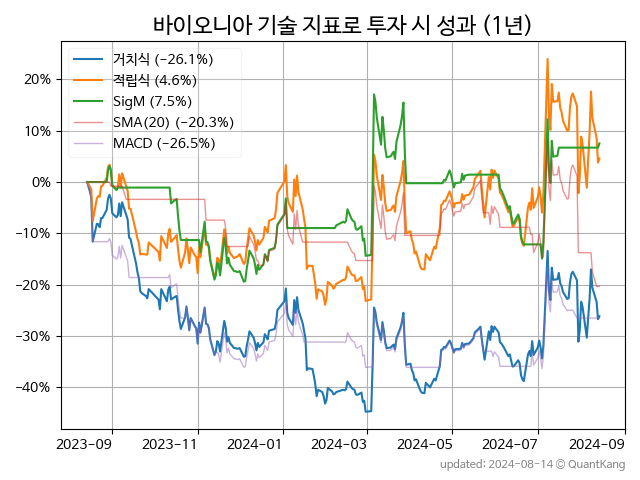 바이오니아 기술 지표로 투자 시 성과 (1년)
거치식 (−26.1%)
적립식 (4.6%)
SigM (7.5%)
SMA(20) (−20.3%)
MACD (−26.5%)
20%
10%
0%
−10%
−20%
−30%
−40%
2023−09 2023−11 2024−01 2024−03 2024−05 2024−07 2024−09
updated: 2024−08−14 ⓒ QuantKang